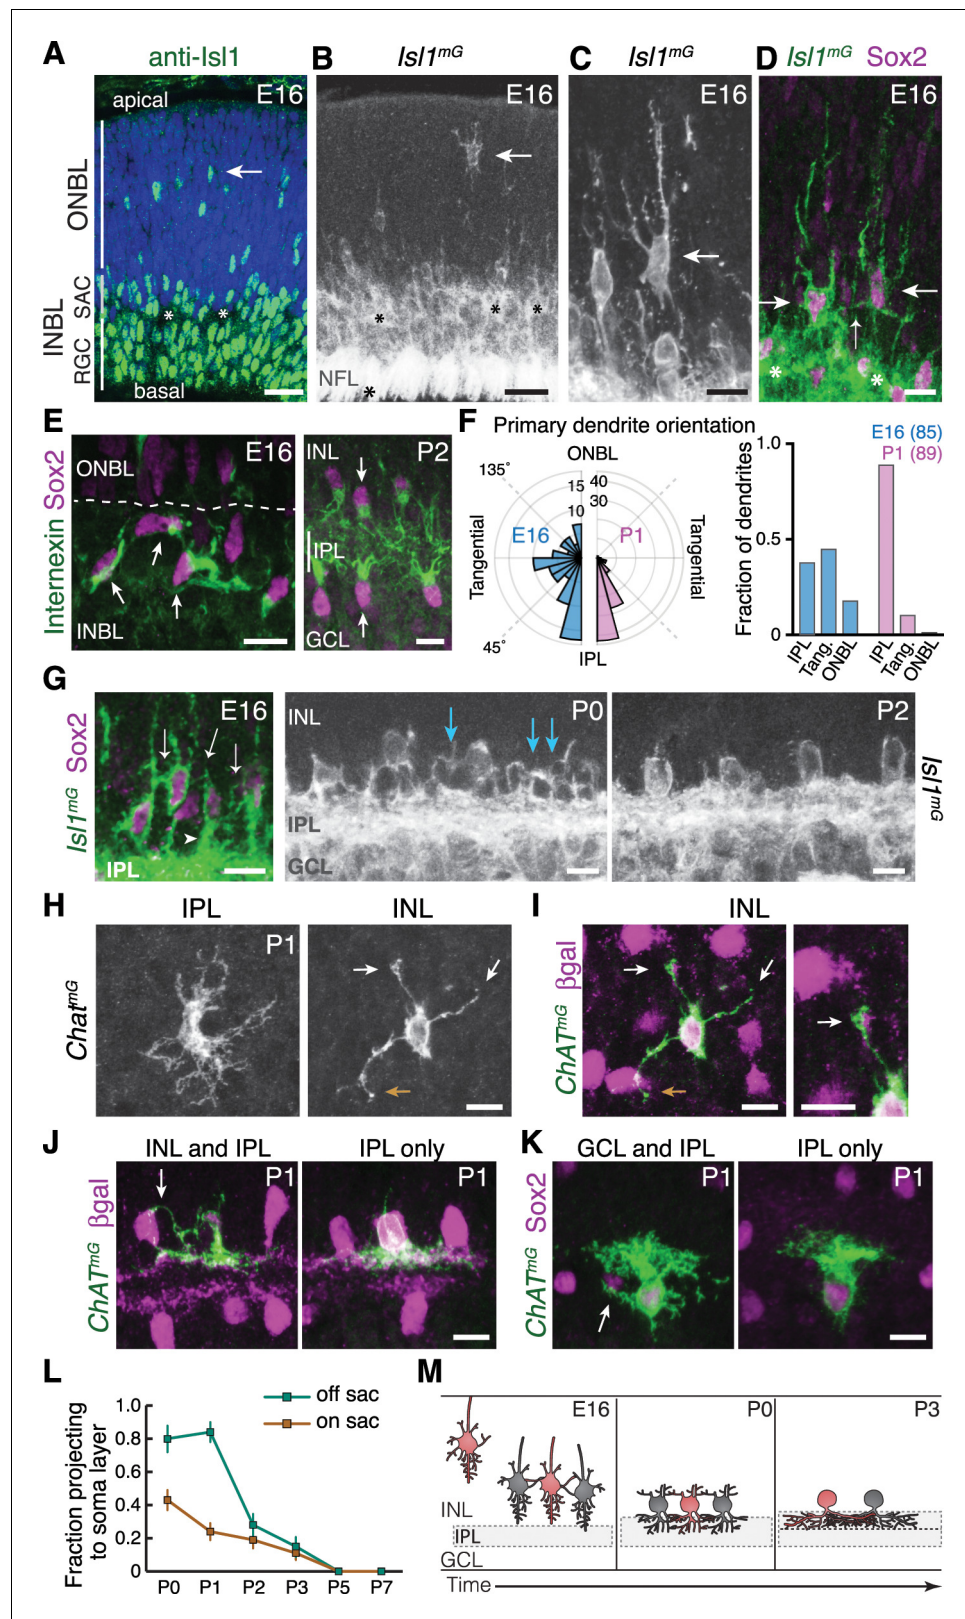 A
anti-Isl1
E16
apical
ONBL
INBL
SAC
RGC
*
*
basal
B
Isl1mG
E16
*
*
*
NFL
*
C
Isl1mG
E16
D
Isl1mG Sox2
E16
*
*
E
Internexin Sox2
E16
ONBL
INBL
P2
INL
IPL
GCL
F
Primary dendrite orientation
ONBL
135°
40
15
30
10
E16
P1
Tangential
Tangential
45°
IPL
E16 (85)
P1 (89)
Fraction of dendrites
1.0
0.5
0
IPL
Tang.
ONBL
IPL
Tang.
ONBL
G
Isl1mG Sox2
E16
IPL
INL
P0
IPL
GCL
P2
Isl1mG
H
IPL
INL
ChatmG
P1
I
INL
ChATmG βgal
J
INL and IPL
IPL only
ChATmG βgal
P1
P1
K
GCL and IPL
IPL only
ChATmG Sox2
P1
P1
L
off sac
on sac
Fraction projecting
to soma layer
1.0
0.8
0.6
0.4
0.2
0
P0 P1 P2 P3 P5 P7
M
E16
P0
P3
INL
IPL
GCL
Time